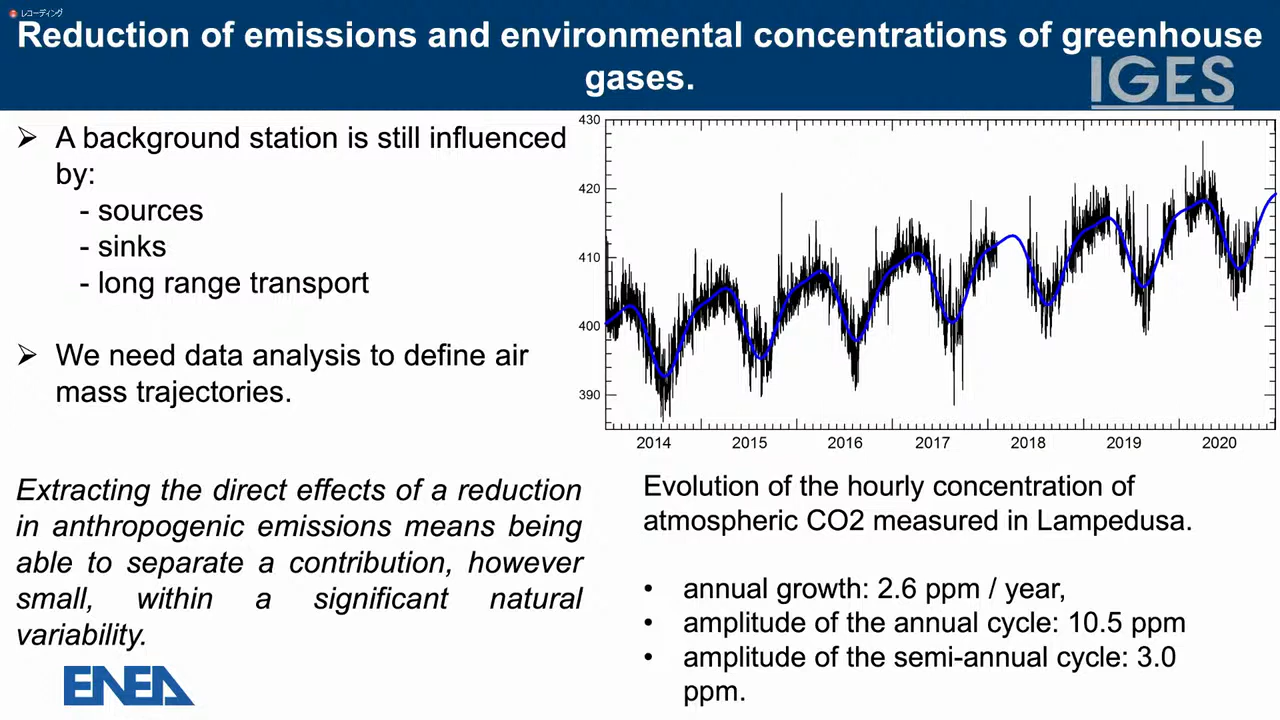 レコーディング
Reduction of emissions and environmental concentrations of greenhouse
gases.
IGES
➢ A background station is still influenced
by:
- sources
- sinks
- long range transport
➢ We need data analysis to define air
mass trajectories.
Extracting the direct effects of a reduction
in anthropogenic emissions means being
able to separate a contribution, however
small, within a significant natural
variability.
ENEA
430
420
410
400
390
2014 2015 2016 2017 2018 2019 2020
Evolution of the hourly concentration of
atmospheric CO2 measured in Lampedusa.
• annual growth: 2.6 ppm / year,
• amplitude of the annual cycle: 10.5 ppm
• amplitude of the semi-annual cycle: 3.0
ppm.